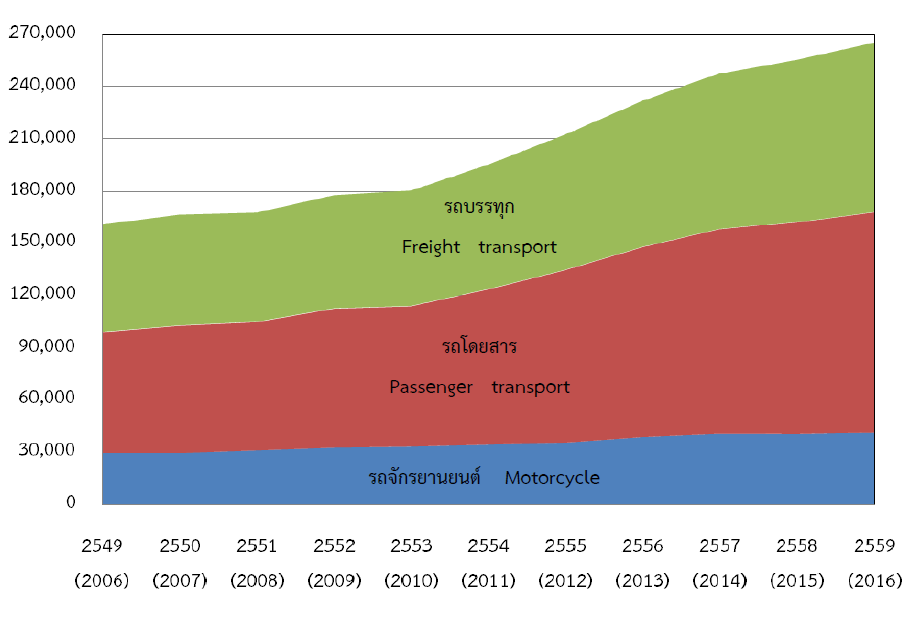 270,000
240,000
210,000
180,000
150,000
120,000
90,000
60,000
30,000
0
รถบรรทุก
Freight transport
รถโดยสาร
Passenger transport
รถจักรยานยนต์ Motorcycle
2549 2550 2551 2552 2553 2554 2555 2556 2557 2558 2559
(2006) (2007) (2008) (2009) (2010) (2011) (2012) (2013) (2014) (2015) (2016)